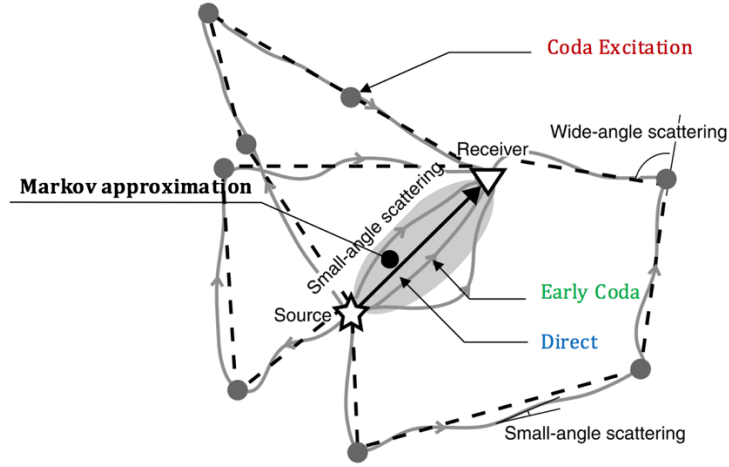 Coda Excitation
Wide-angle scattering
Receiver
Markov approximation
Small-angle scattering
Early Coda
Source
Direct
Small-angle scattering